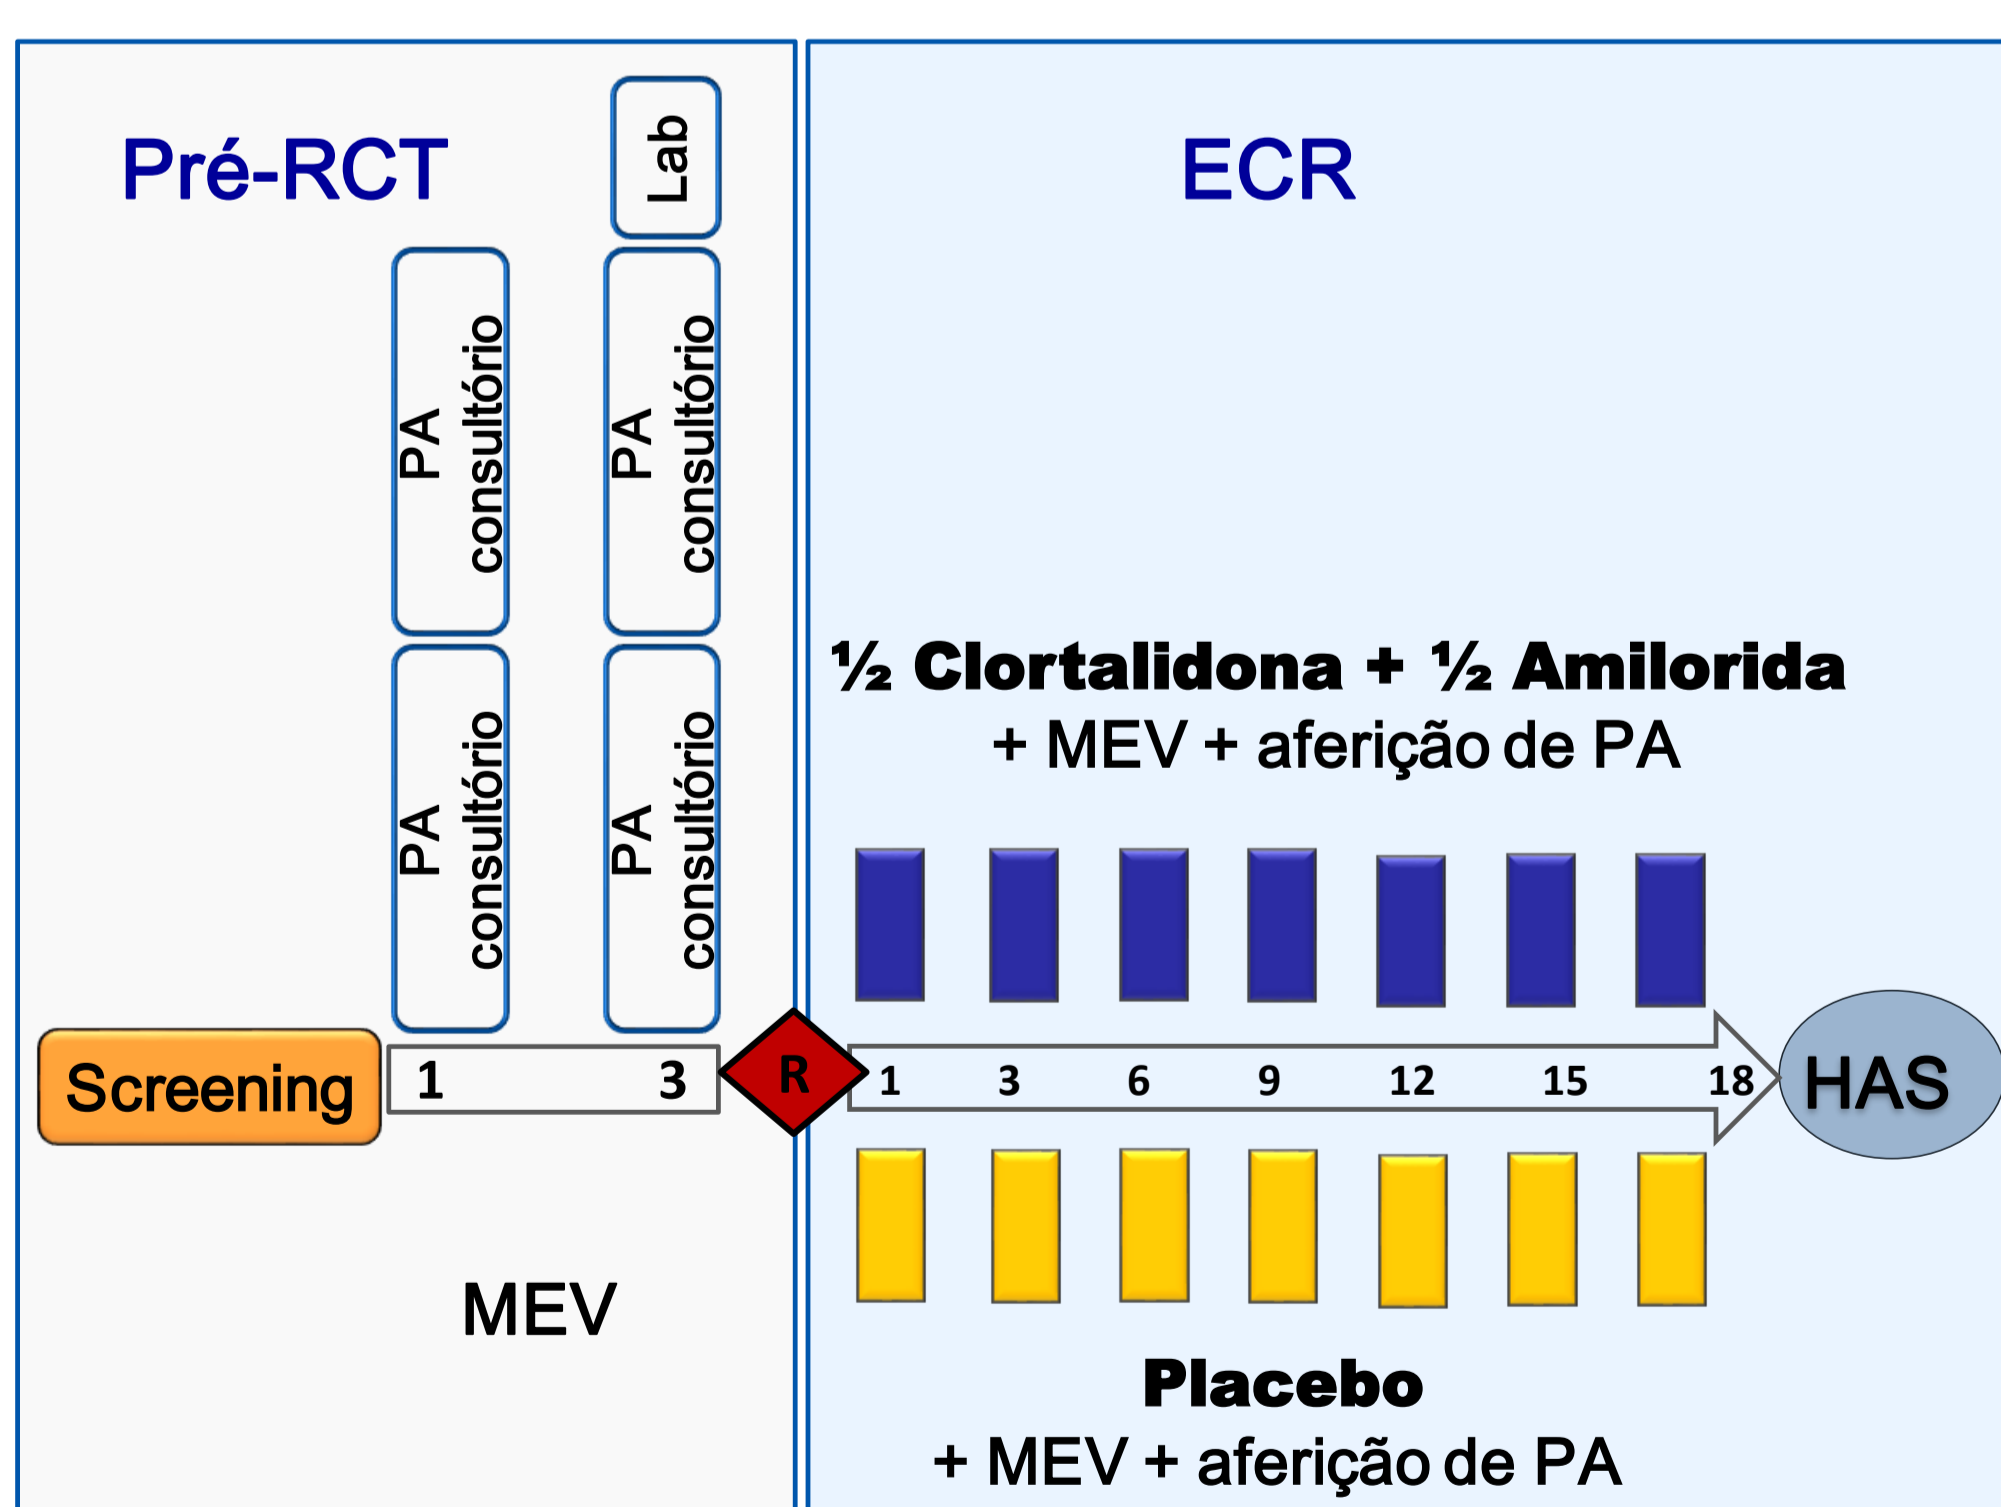 Pré-RCT
Lab
PA
consultório
PA
consultório
PA
consultório
PA
consultório
Screening
1 3
MEV
R
ECR
½ Clortalidona + ½ Amilorida
+ MEV + aferição de PA
1 3 6 9 12 15 18
HAS
Placebo
+ MEV + aferição de PA